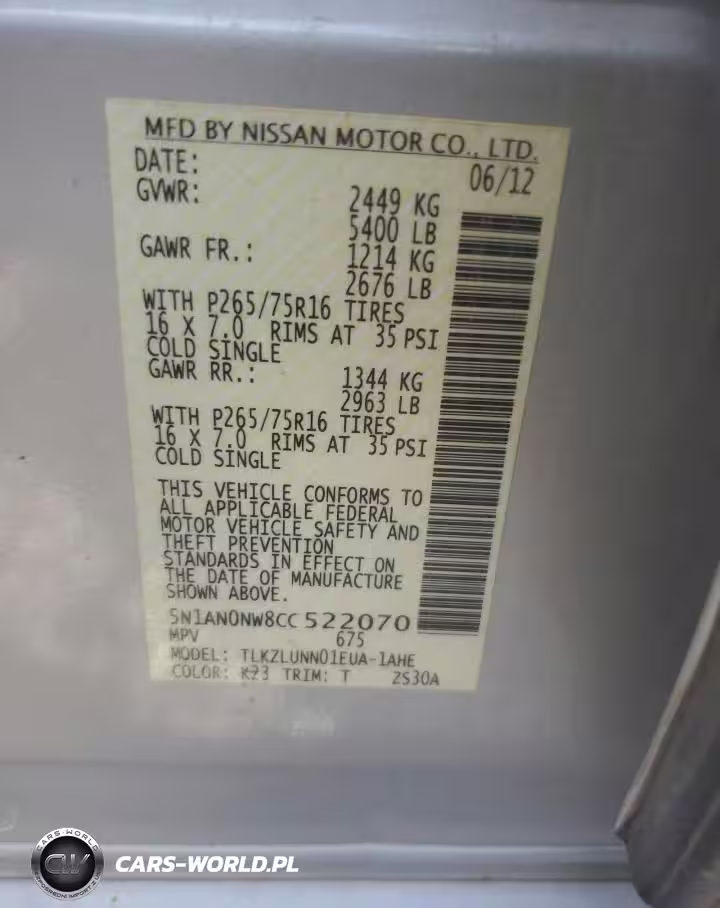 MFD BY NISSAN MOTOR CO., LTD.
DATE: 06/12
GVWR: 2449 KG
5400 LB
GAWR FR.: 1214 KG
2676 LB
WITH P265/75R16 TIRES
16 X 7.0 RIMS AT 35 PSI
COLD SINGLE
GAWR RR.: 1344 KG
2963 LB
WITH P265/75R16 TIRES
16 X 7.0 RIMS AT 35 PSI
COLD SINGLE
THIS VEHICLE CONFORMS TO
ALL APPLICABLE FEDERAL
MOTOR VEHICLE SAFETY AND
THEFT PREVENTION
STANDARDS IN EFFECT ON
THE DATE OF MANUFACTURE
SHOWN ABOVE.
5N1AN0NW8CC522070
MPV 675
MODEL: TLKZLUNN01EUA-1AHE
COLOR: K23 TRIM: T 2S30A
CARS-WORLD
CW
CARS-WORLD.PL